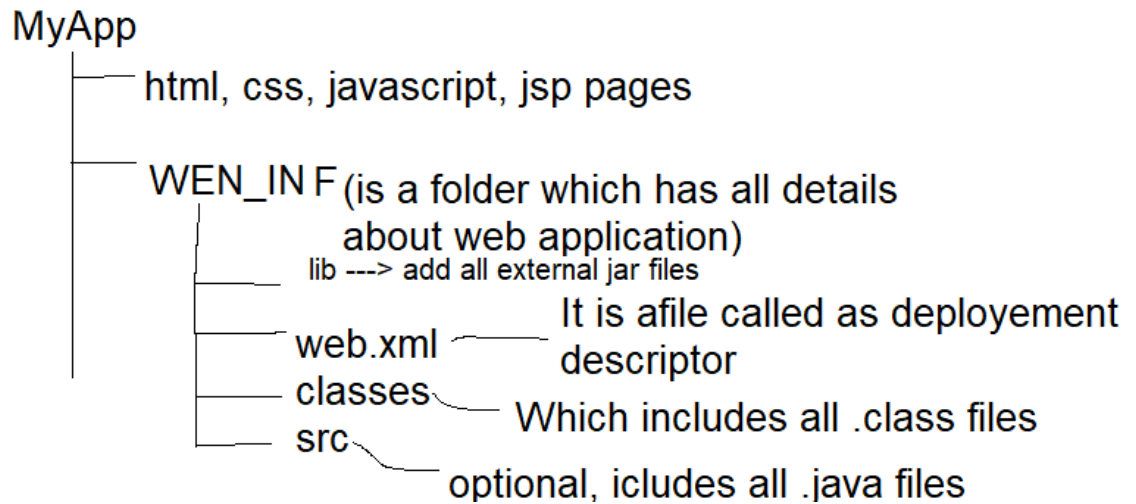 MyApp
html, css, javascript, jsp pages
WEN_IN F (is a folder which has all details
about web application)
lib ---> add all external jar files
It is afile called as deployement
web.xml
descriptor
classes
Which includes all .class files
src
optional, icludes all .java files